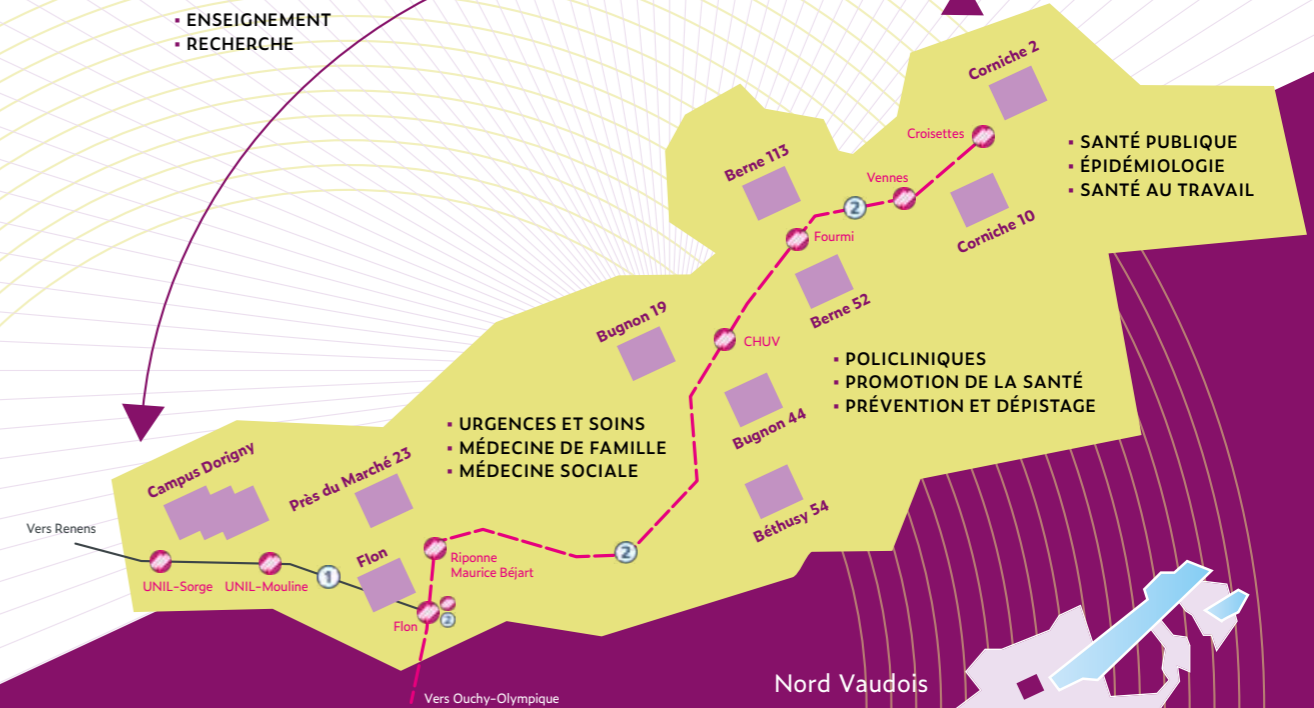 ▪ ENSEIGNEMENT
▪ RECHERCHE
Corniche 2
Croisettes
▪ SANTÉ PUBLIQUE
▪ ÉPIDÉMIOLOGIE
▪ SANTÉ AU TRAVAIL
Berne 113
Vennes
2
Corniche 10
Fourmi
Berne 52
Bugnon 19
CHUV
▪ POLICLINIQUES
▪ PROMOTION DE LA SANTÉ
▪ PRÉVENTION ET DÉPISTAGE
Bugnon 44
▪ URGENCES ET SOINS
▪ MÉDECINE DE FAMILLE
▪ MÉDECINE SOCIALE
Béthusy 54
Campus Dorigny
Près du Marché 23
Vers Renens
UNIL-Sorge
UNIL-Mouline
1
Flon
Riponne
Maurice Béjart
2
Flon
2
Vers Ouchy-Olympique
Nord Vaudois